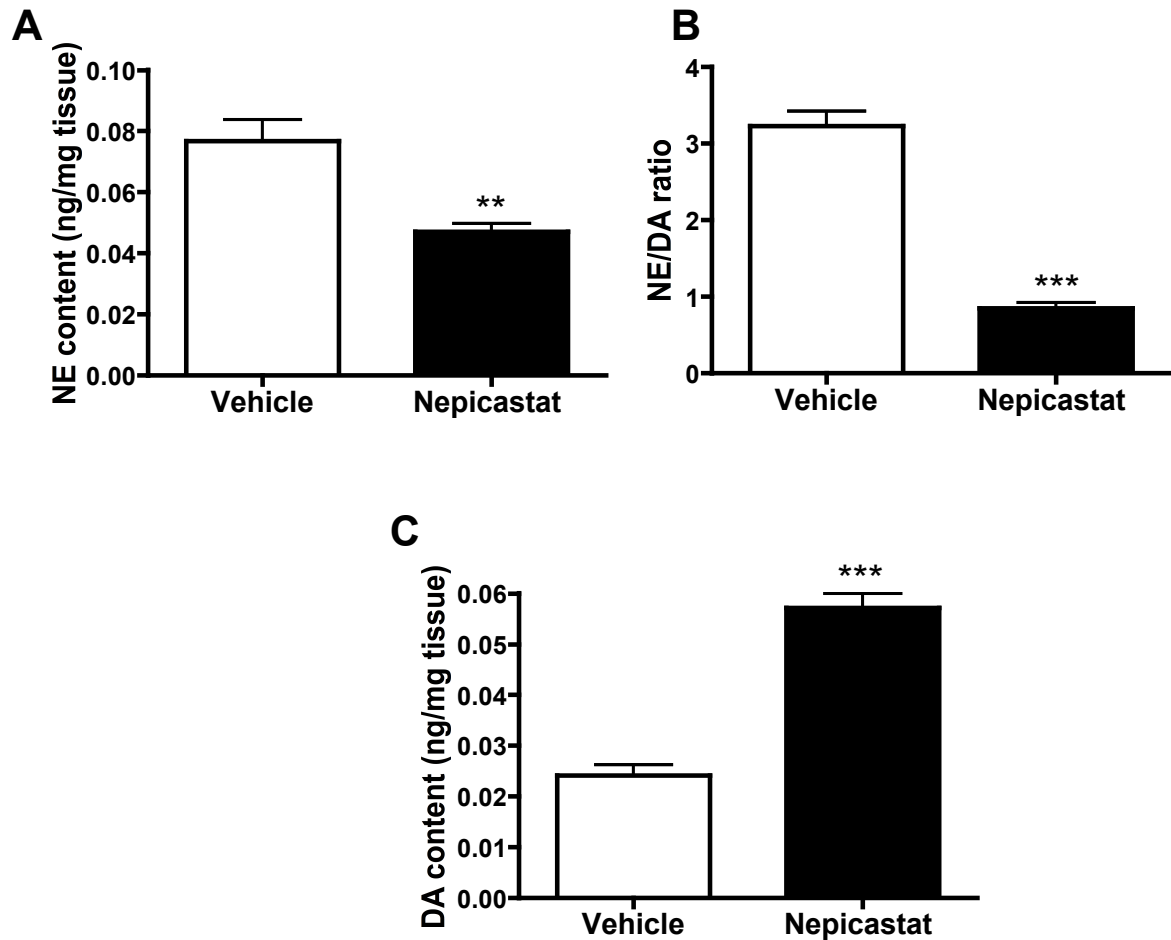 A
NE content (ng/mg tissue)
0.10
0.08
0.06
0.04
0.02
0.00
**
Vehicle
Nepicastat
B
NE/DA ratio
4
3
2
1
0
***
Vehicle
Nepicastat
C
DA content (ng/mg tissue)
0.06
0.05
0.04
0.03
0.02
0.01
0.00
***
Vehicle
Nepicastat